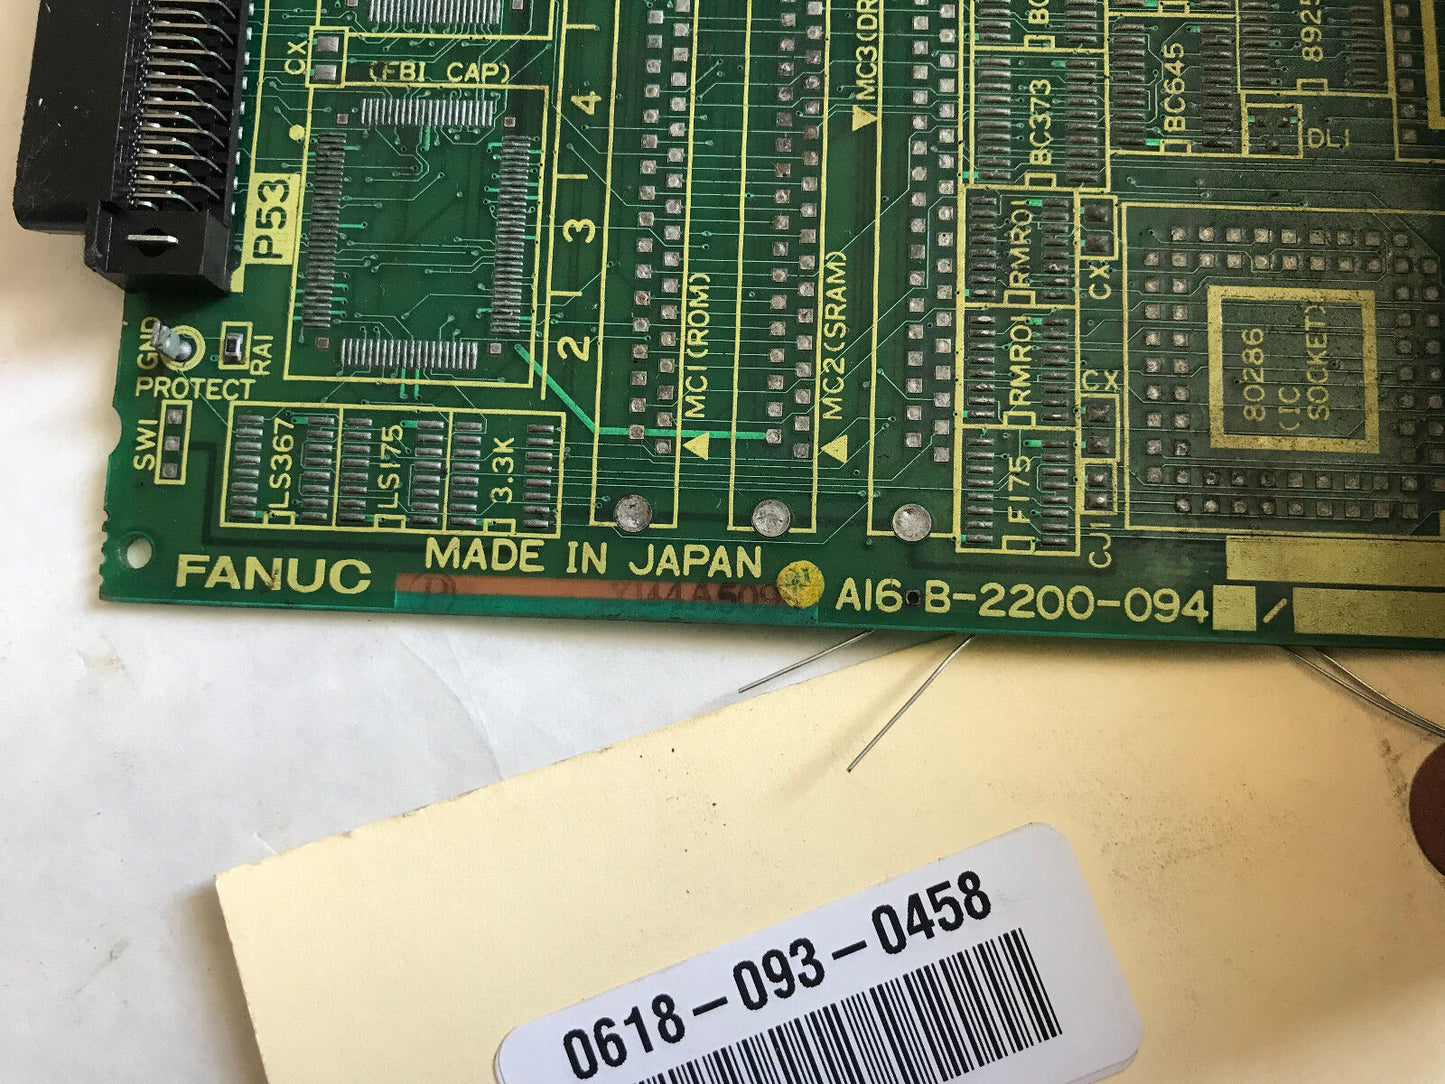 CX
(FBI CAP)
P53
4
3
2
MC1(ROM)
MC2(SRAM)
MC3(DR
BC373
BC645
8925
RMR01
RMR01
F175
CX
CX
CJ1
80286
(IC
SOCKET)
GND
RA1
PROTECT
SW1
LS367
LS175
3.3K
FANUC
MADE IN JAPAN
A16B-2200-094 /
0618-093-0458